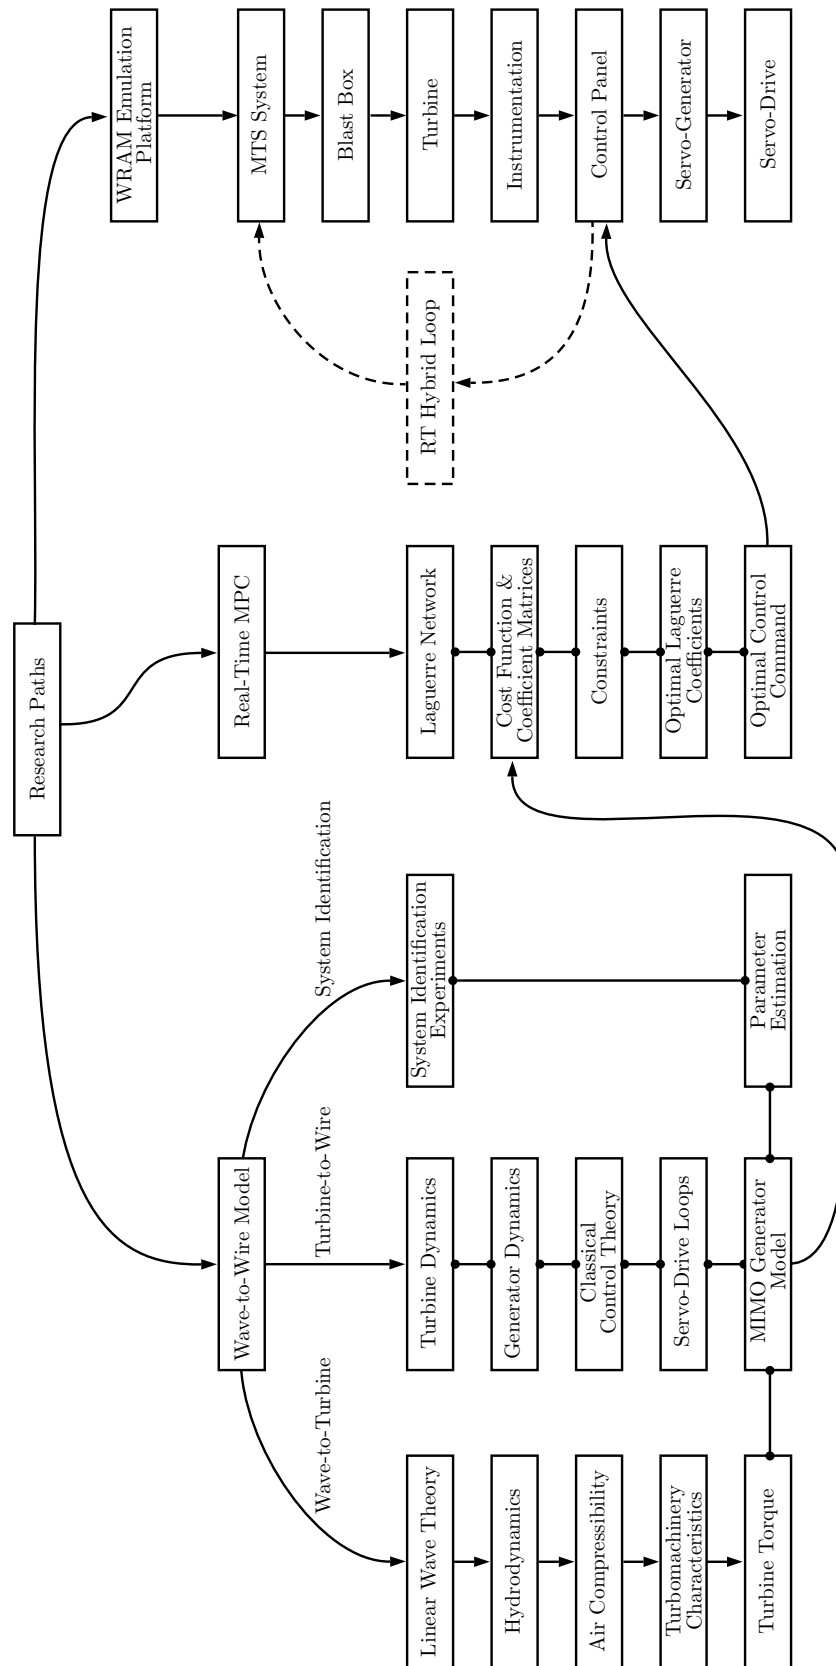 Research Paths
Wave-to-Wire Model
Real-Time MPC
WRAM Emulation
Platform
Wave-to-Turbine
Turbine-to-Wire
System Identification
Linear Wave Theory
Hydrodynamics
Air Compressibility
Turbomachinery
Characteristics
Turbine Torque
Turbine Dynamics
Generator Dynamics
Classical
Control Theory
Servo-Drive Loops
MIMO Generator
Model
System Identification
Experiments
Parameter
Estimation
Laguerre Network
Cost Function &
Coefficient Matrices
Constraints
Optimal Laguerre
Coefficients
Optimal Control
Command
RT Hybrid Loop
MTS System
Blast Box
Turbine
Instrumentation
Control Panel
Servo-Generator
Servo-Drive